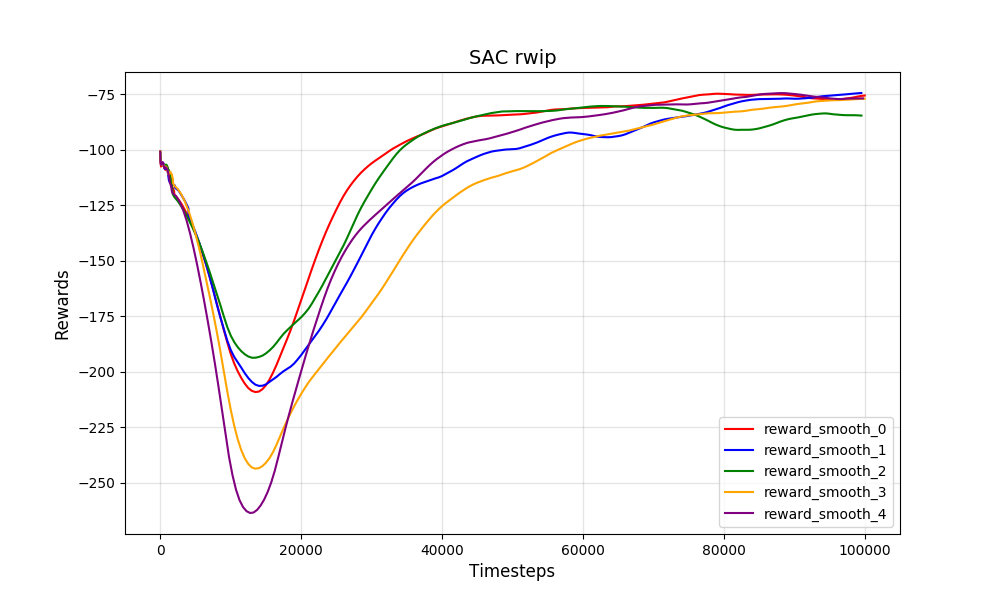 SAC rwip
Rewards
−75
−100
−125
−150
−175
−200
−225
−250
0
20000
40000
60000
80000
100000
Timesteps
reward_smooth_0
reward_smooth_1
reward_smooth_2
reward_smooth_3
reward_smooth_4